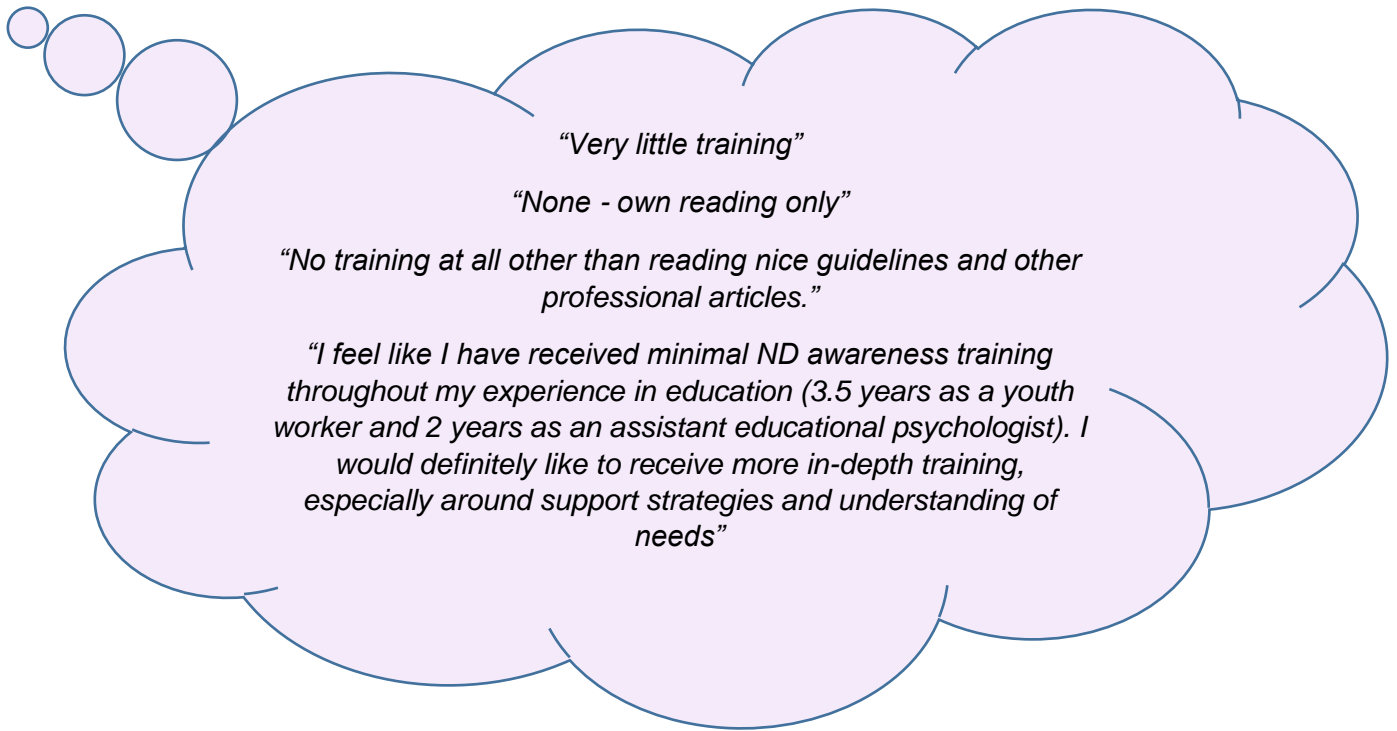 “Very little training”
“None - own reading only”
“No training at all other than reading nice guidelines and other
professional articles.”
“I feel like I have received minimal ND awareness training
throughout my experience in education (3.5 years as a youth
worker and 2 years as an assistant educational psychologist). I
would definitely like to receive more in-depth training,
especially around support strategies and understanding of
needs”